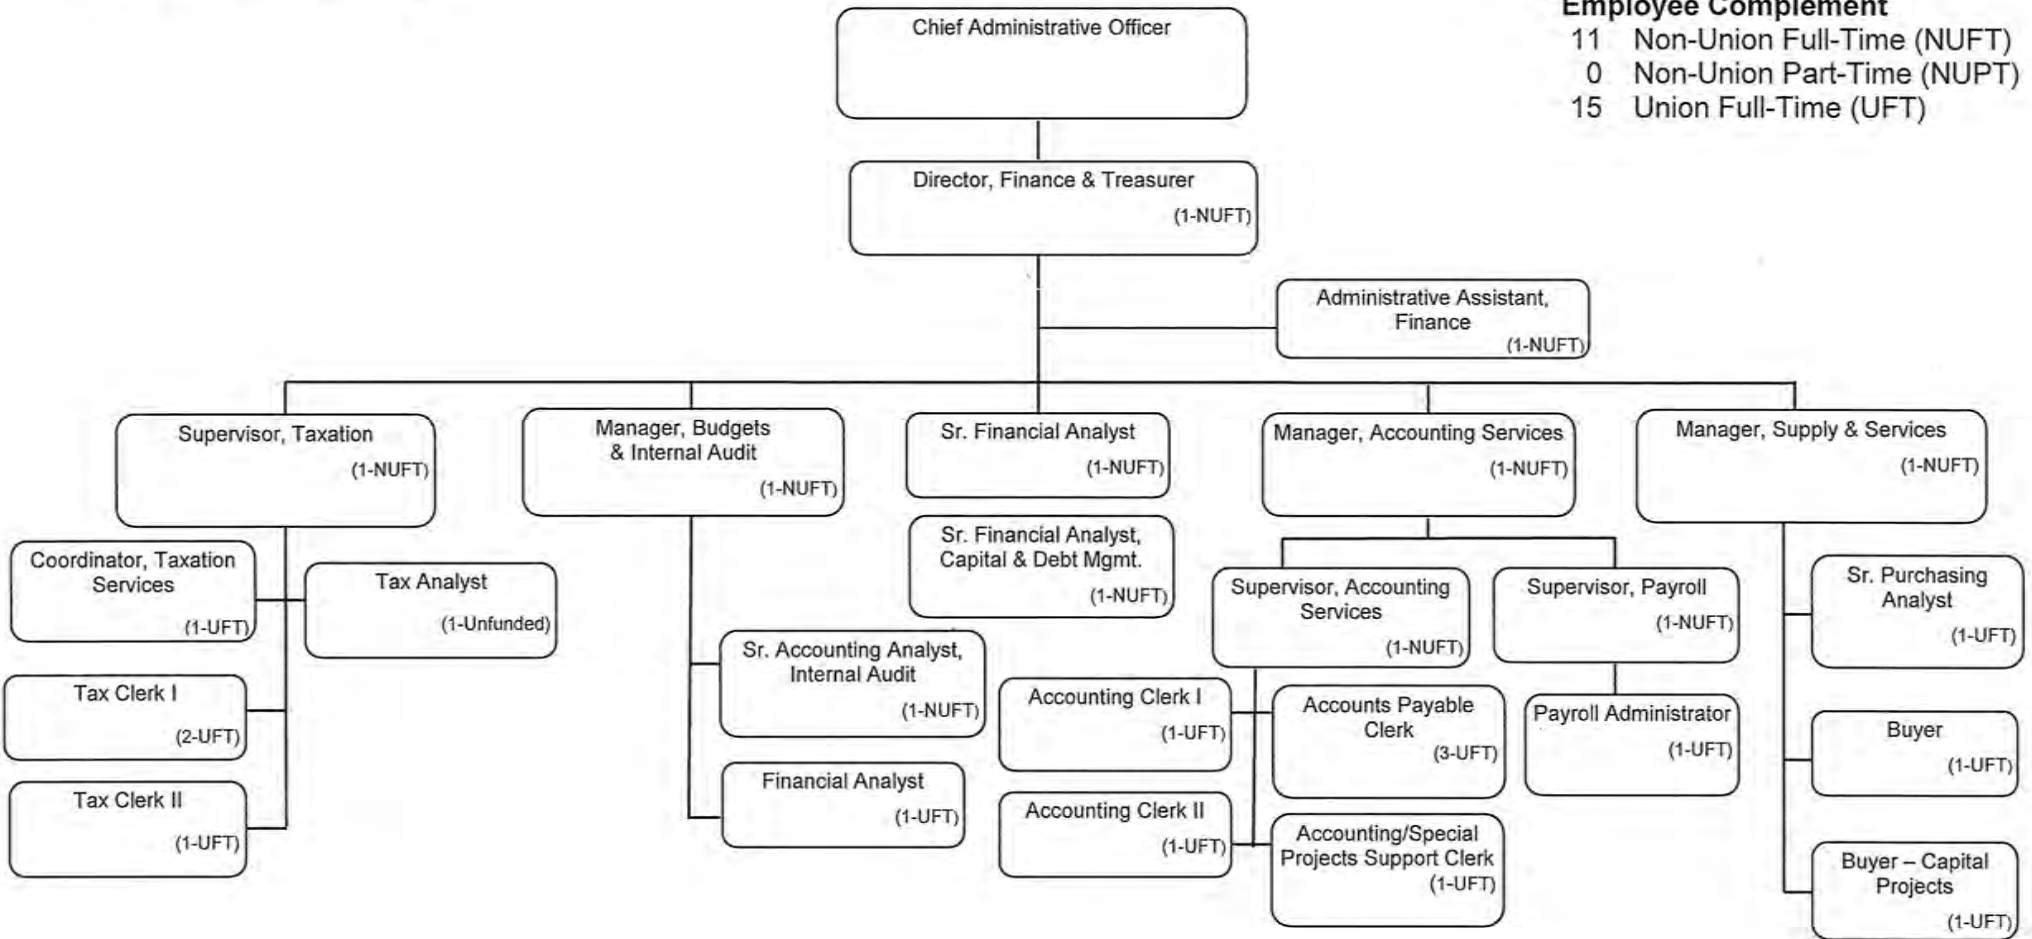 Employee Complement
11 Non-Union Full-Time (NUFT)
0 Non-Union Part-Time (NUPT)
15 Union Full-Time (UFT)
Chief Administrative Officer
Director, Finance & Treasurer
(1-NUFT)
Administrative Assistant,
Finance
(1-NUFT)
Supervisor, Taxation
(1-NUFT)
Coordinator, Taxation
Services
(1-UFT)
Tax Analyst
(1-Unfunded)
Tax Clerk I
(2-UFT)
Tax Clerk II
(1-UFT)
Manager, Budgets
& Internal Audit
(1-NUFT)
Sr. Accounting Analyst,
Internal Audit
(1-NUFT)
Financial Analyst
(1-UFT)
Sr. Financial Analyst
(1-NUFT)
Sr. Financial Analyst,
Capital & Debt Mgmt.
(1-NUFT)
Manager, Accounting Services
(1-NUFT)
Supervisor, Accounting
Services
(1-NUFT)
Accounting Clerk I
(1-UFT)
Accounts Payable
Clerk
(3-UFT)
Accounting Clerk II
(1-UFT)
Accounting/Special
Projects Support Clerk
(1-UFT)
Supervisor, Payroll
(1-NUFT)
Payroll Administrator
(1-UFT)
Manager, Supply & Services
(1-NUFT)
Sr. Purchasing
Analyst
(1-UFT)
Buyer
(1-UFT)
Buyer – Capital
Projects
(1-UFT)